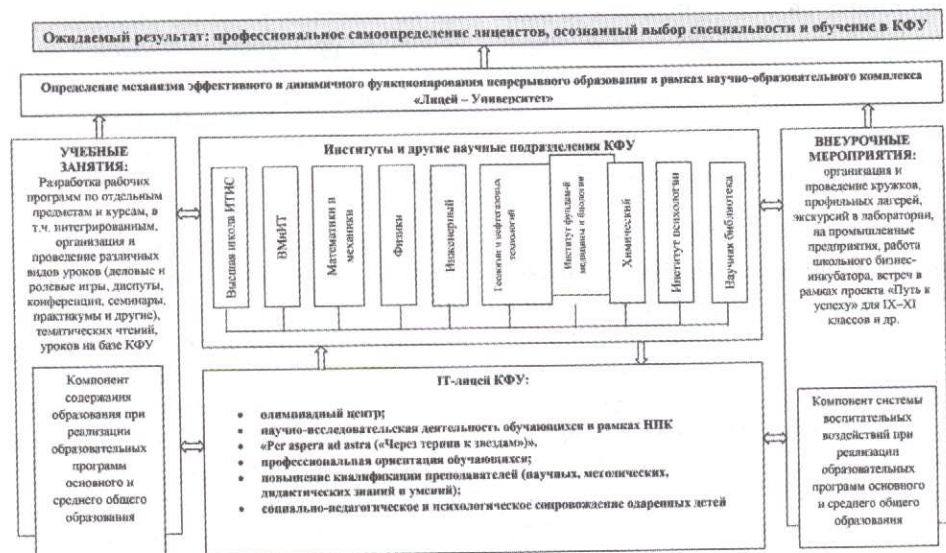 Ожидаемый результат: профессиональное самоопределение лицеистов, осознанный выбор специальности и обучение в КФУ
Определение механизма эффективного и динамичного функционирования непрерывного образования в рамках научно-образовательного комплекса
«Лицей – Университет»
УЧЕБНЫЕ
ЗАНЯТИЯ:
Разработка рабочих
программ по отдельным
предметам и курсам, в
т.ч. интегрированным,
организация и
проведение различных
видов уроков (деловые и
ролевые игры, диспуты,
конференции, семинары,
практикумы и другие),
тематических чтений,
уроков на базе КФУ
Компонент
содержания
образования при
реализации
образовательных
программ
основного и
среднего общего
образования
Институты и другие научные подразделения КФУ
Высшая школа ИТИС
ВМиИТ
Математики и
механики
Физики
Инженерный
Геологии и нефтегазовых
технологий
Институт фундам-й
медицины и биологии
Химический
Институт психологии
Научная библиотека
IT-лицей КФУ:
• олимпиадный центр;
• научно-исследовательская деятельность обучающихся в рамках НПК
• «Per aspera ad astra («Через тернии к звездам»)».
• профессиональная ориентация обучающихся;
• повышение квалификации преподавателей (научных, методических,
дидактических знаний и умений);
• социально-педагогическое и психологическое сопровождение одаренных детей
ВНЕУРОЧНЫЕ
МЕРОПРИЯТИЯ:
организация и
проведение кружков,
профильных лагерей,
экскурсий в лаборатории,
на промышленные
предприятия, работа
школьного бизнес-
инкубатора, встреч в
рамках проекта «Путь к
успеху» для IX–XI
классов и др.
Компонент системы
воспитательных
воздействий при
реализации
образовательных
программ основного
и среднего общего
образования